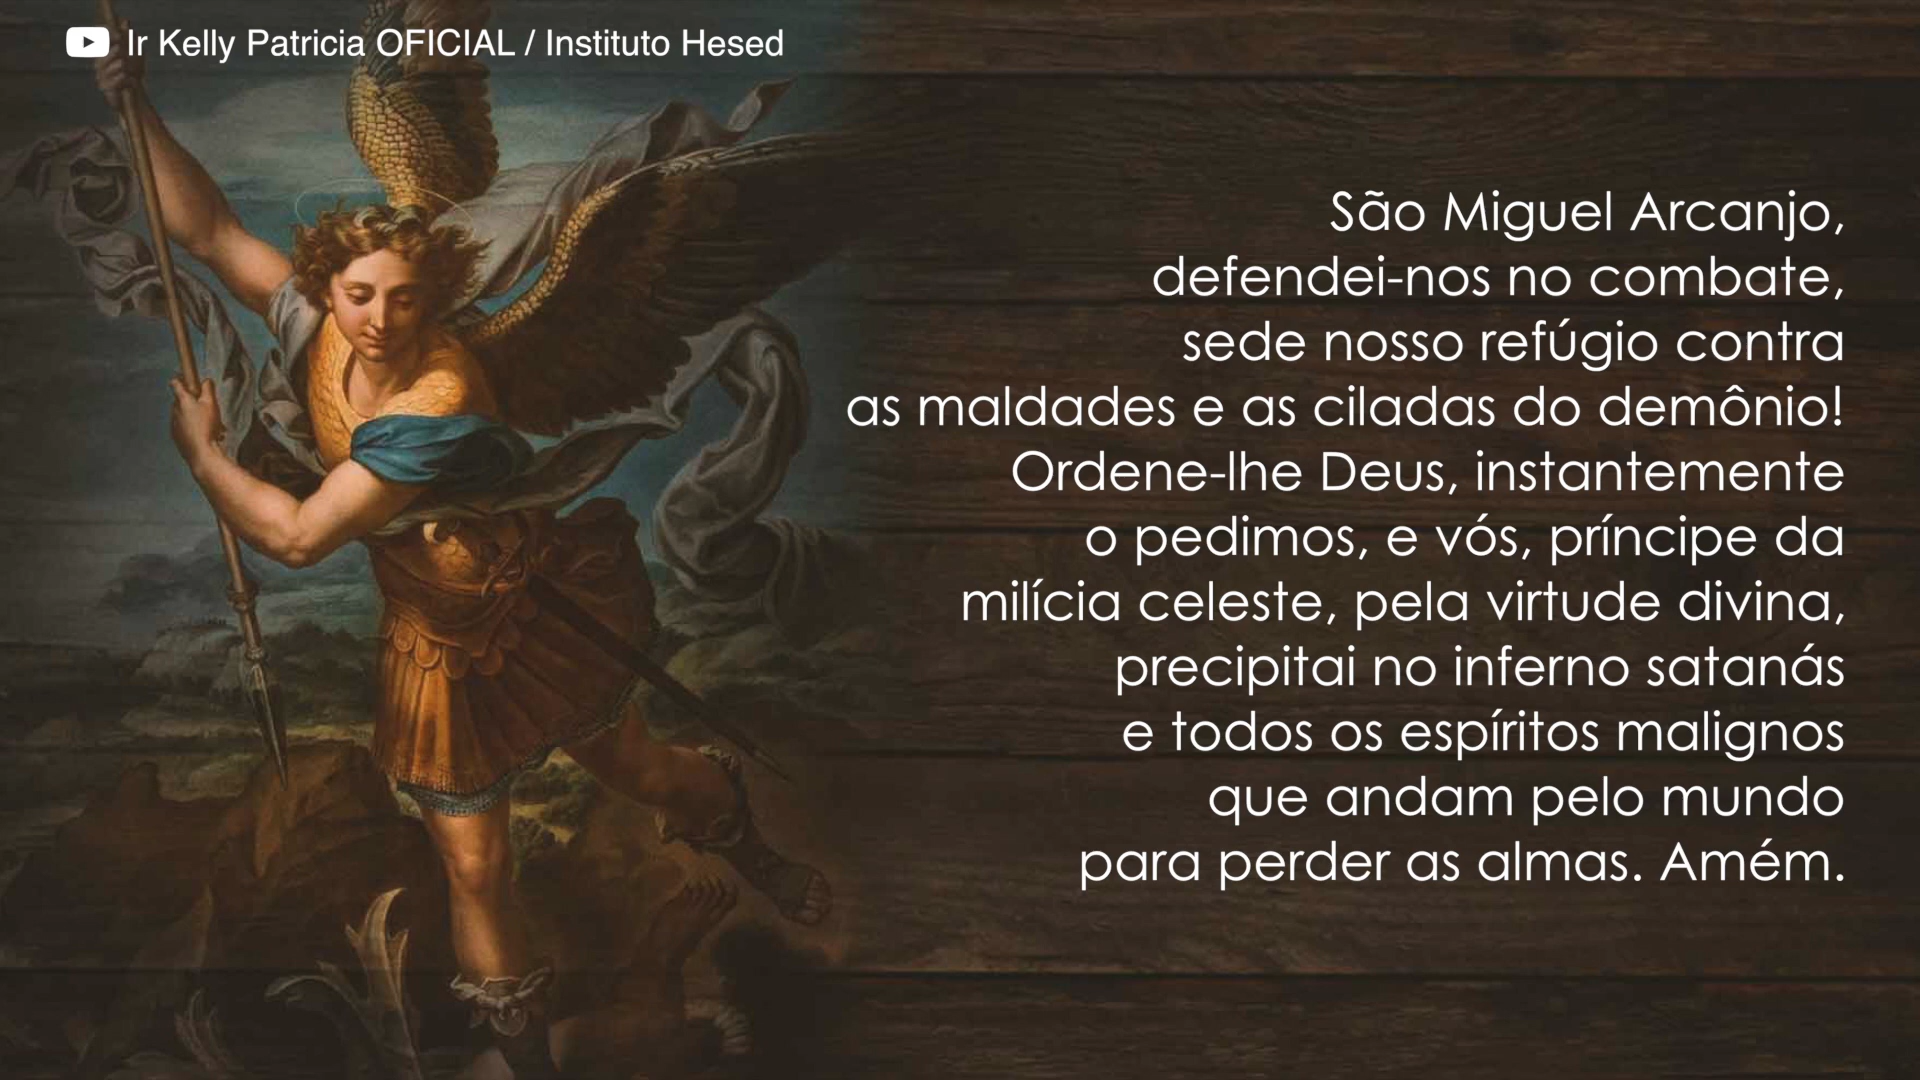 Ir Kelly Patricia OFICIAL / Instituto Hesed
São Miguel Arcanjo,
defendei-nos no combate,
sede nosso refúgio contra
as maldades e as ciladas do demônio!
Ordene-lhe Deus, instantemente
o pedimos, e vós, príncipe da
milícia celeste, pela virtude divina,
precipitai no inferno satanás
e todos os espíritos malignos
que andam pelo mundo
para perder as almas. Amém.